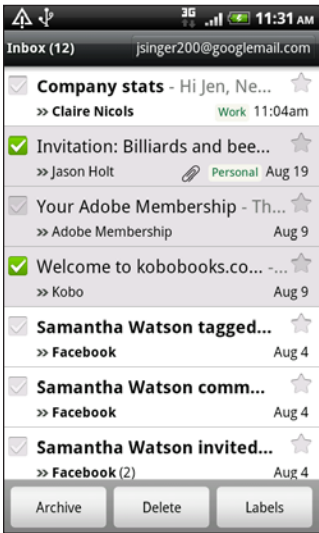 3G 11:31 AM
Inbox (12) jsinger200@googlemail.com
Company stats - Hi Jen, Ne...
» Claire Nicols Work 11:04am
Invitation: Billiards and bee...
» Jason Holt Personal Aug 19
Your Adobe Membership - Th...
» Adobe Membership Aug 9
Welcome to kobobooks.co... -...
» Kobo Aug 9
Samantha Watson tagged...
» Facebook Aug 4
Samantha Watson comm...
» Facebook Aug 4
Samantha Watson invited...
» Facebook (2) Aug 4
Archive Delete Labels